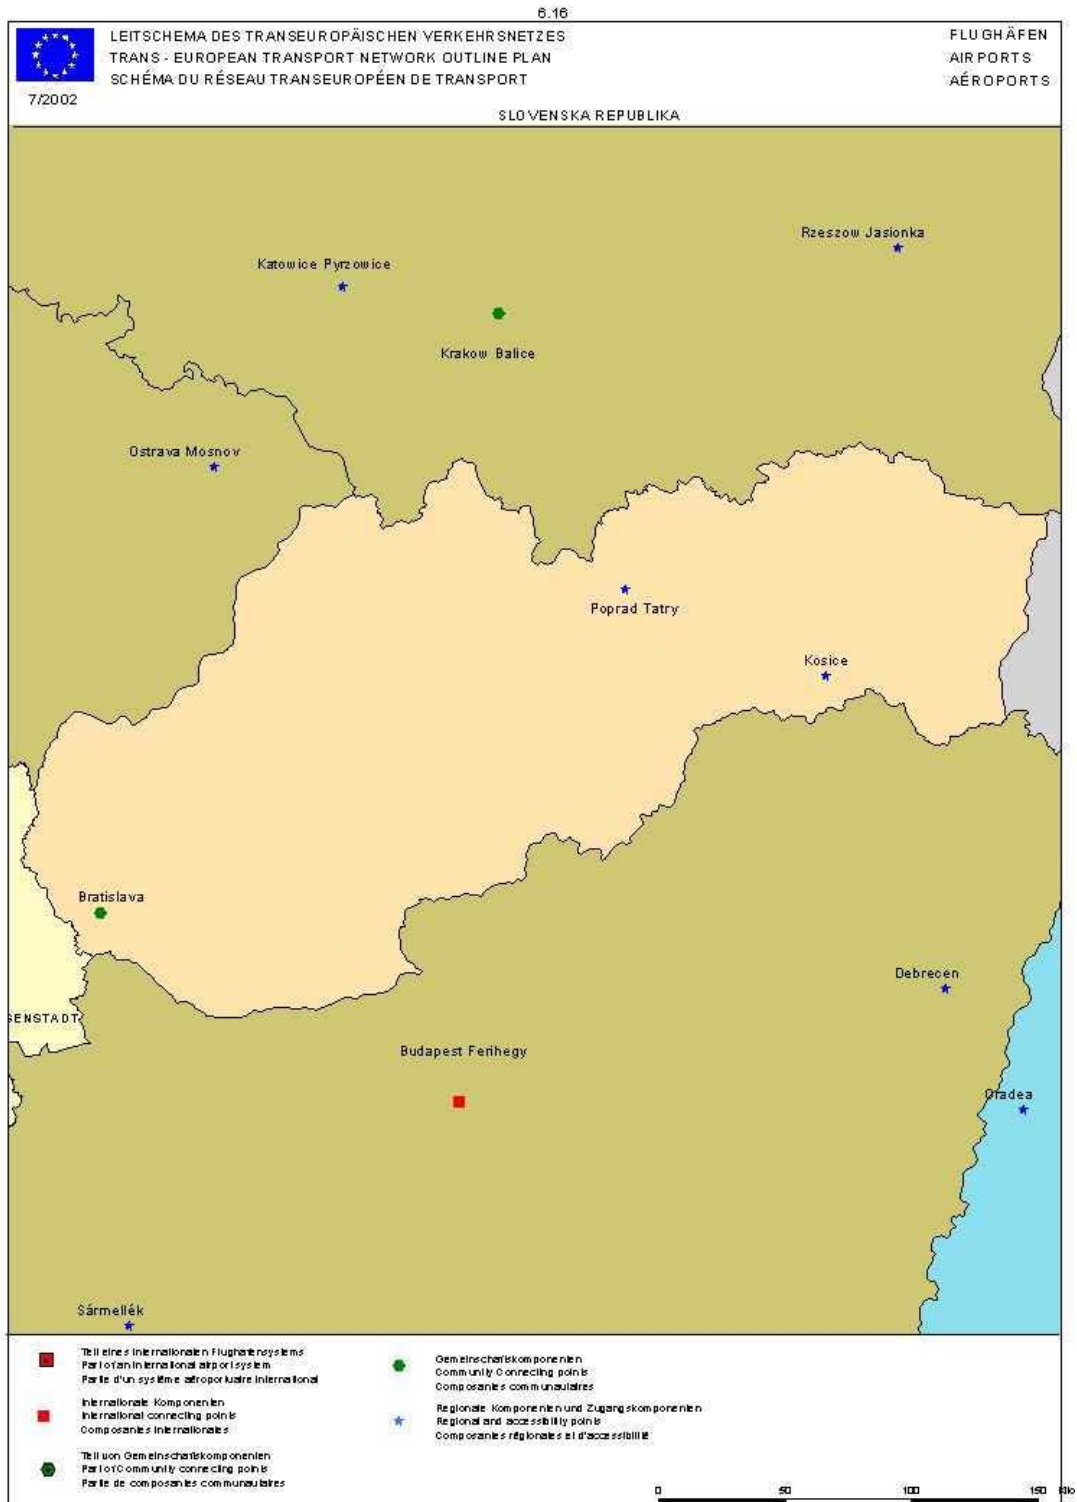 6.16
LEITSCHEMA DES TRANSEUROPÄISCHEN VERKEHRSNETZES
TRANS - EUROPEAN TRANSPORT NETWORK OUTLINE PLAN
SCHÉMA DU RÉSEAU TRANSEUROPÉEN DE TRANSPORT
FLUGHÄFEN
AIRPORTS
AÉROPORTS
7/2002
SLOVENSKA REPUBLIKA
Rzeszow Jasionka
Katowice Pyrzowice
Krakow Balice
Ostrava Mosnov
Poprad Tatry
Kosice
Bratislava
Debrecen
SENSTADT
Budapest Ferihegy
Oradea
Sármellék
Teil eines Internationalen Flughafensystems
Part of an International airport system
Partie d'un système aéroportuaire International
Internationale Komponenten
International connecting points
Composantes Internationales
Teil von Gemeinschaftskomponenten
Part of Community connecting points
Partie de composantes communautaires
Gemeinschaftskomponenten
Community Connecting points
Composantes communautaires
Regionale Komponenten und Zugangskomponenten
Regional and accessibility points
Composantes régionales et d'accessibilité
0 50 100 150 Kilo